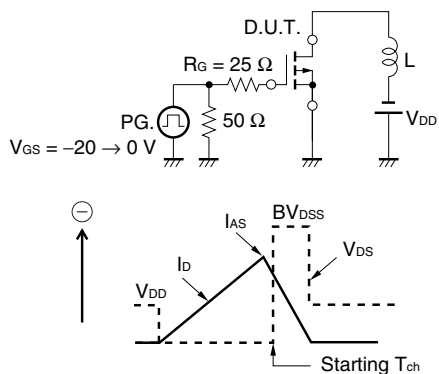 D.U.T.
RG = 25 Ω
L
PG.
50 Ω
VDD
VGS = −20 → 0 V
⊖
IAS
BVDSS
ID
VDS
VDD
Starting Tch